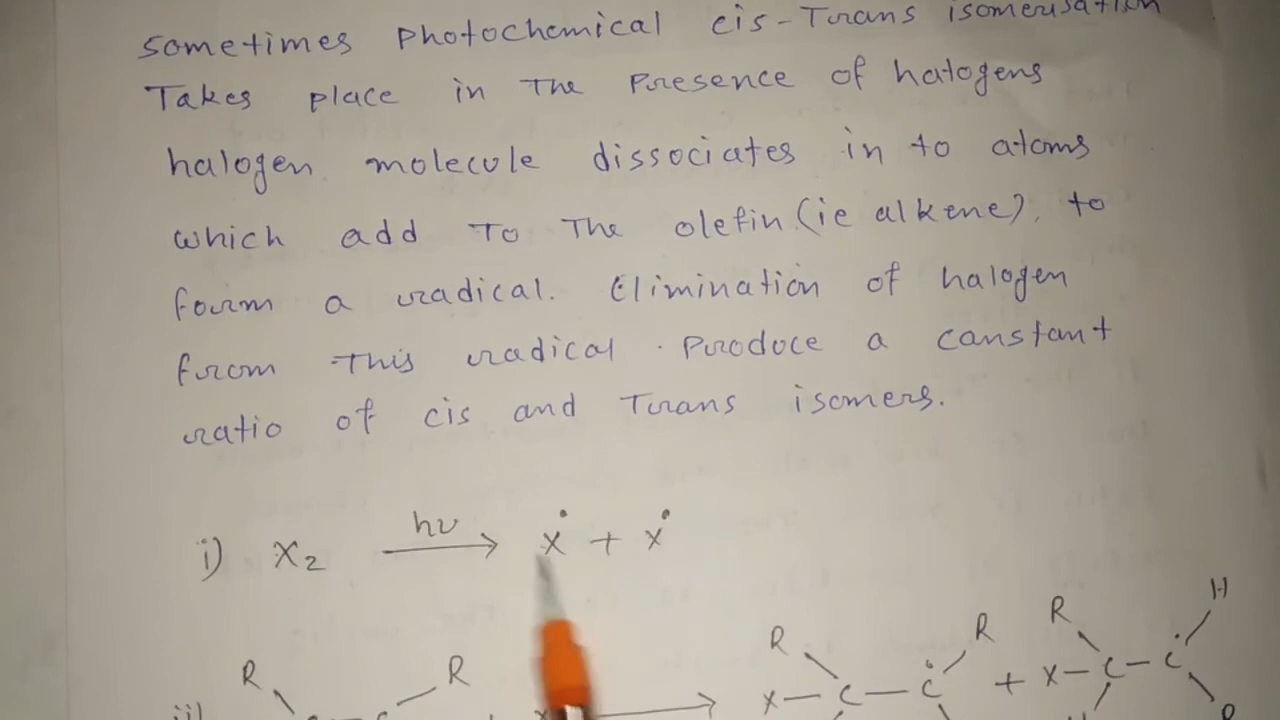 sometimes photochemical cis-Trans isomerisation
Takes place in The Presence of halogens
halogen molecule dissociates in to atoms
which add To The olefin (ie alkene), to
form a radical. Elimination of halogen
from This radical . Produce a constant
ratio of cis and Trans isomers.
i) X2 hν → Ẋ + Ẋ
H
R R R
R R
ii) X — C — Ċ + X — C — Ċ